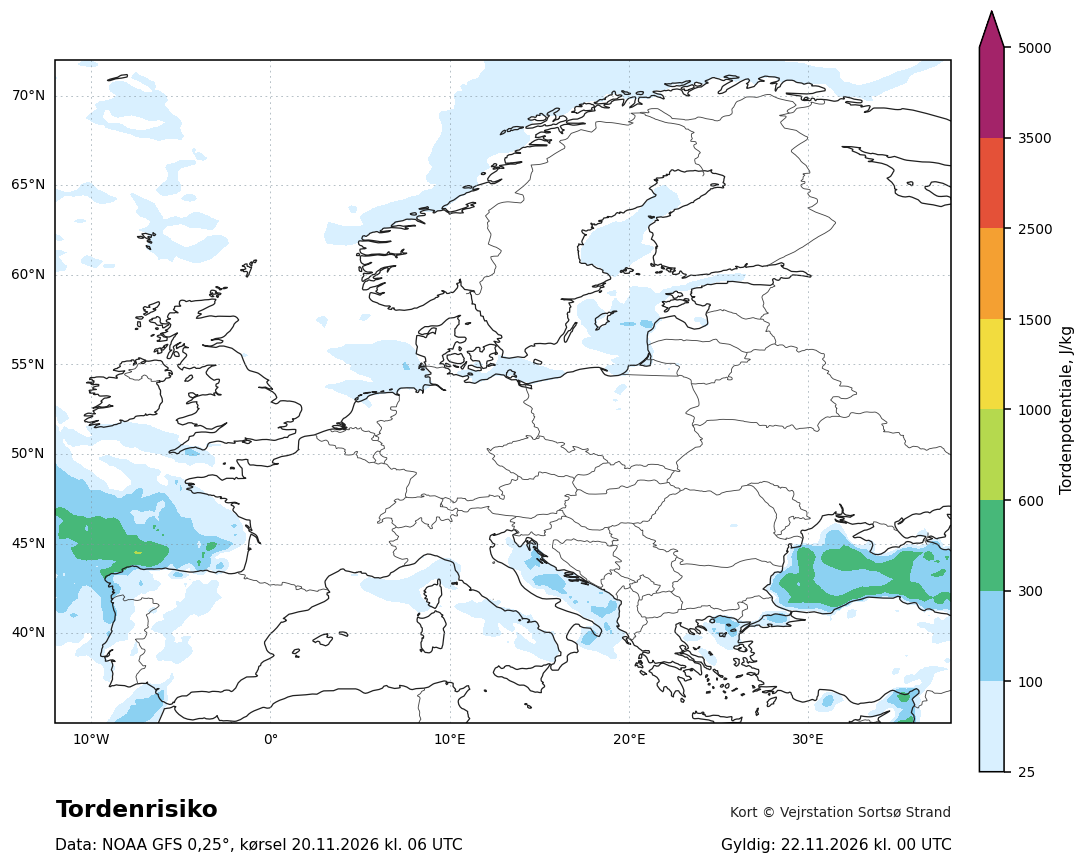 70°N
65°N
60°N
55°N
50°N
45°N
40°N
10°W
0°
10°E
20°E
30°E
5000
3500
2500
1500
1000
600
300
100
25
Tordenpotentiale, J/kg
Tordenrisiko
Kort © Vejrstation Sortsø Strand
Data: NOAA GFS 0,25°, kørsel 20.11.2026 kl. 06 UTC
Gyldig: 22.11.2026 kl. 00 UTC